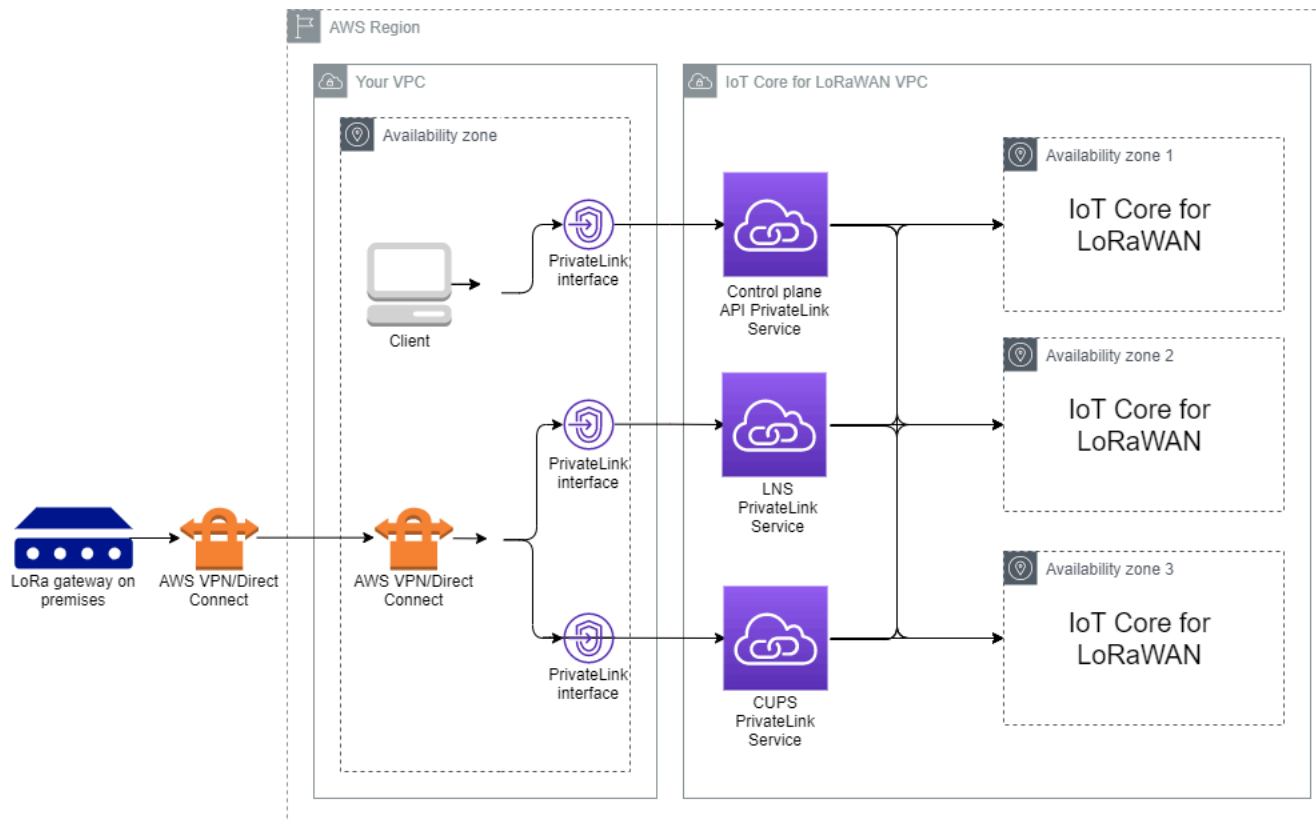 AWS Region
Your VPC
IoT Core for LoRaWAN VPC
Availability zone
Availability zone 1
IoT Core for
LoRaWAN
PrivateLink
interface
Client
Control plane
API PrivateLink
Service
Availability zone 2
IoT Core for
LoRaWAN
PrivateLink
interface
LNS
PrivateLink
Service
LoRa gateway on
premises
AWS VPN/Direct
Connect
AWS VPN/Direct
Connect
Availability zone 3
IoT Core for
LoRaWAN
PrivateLink
interface
CUPS
PrivateLink
Service